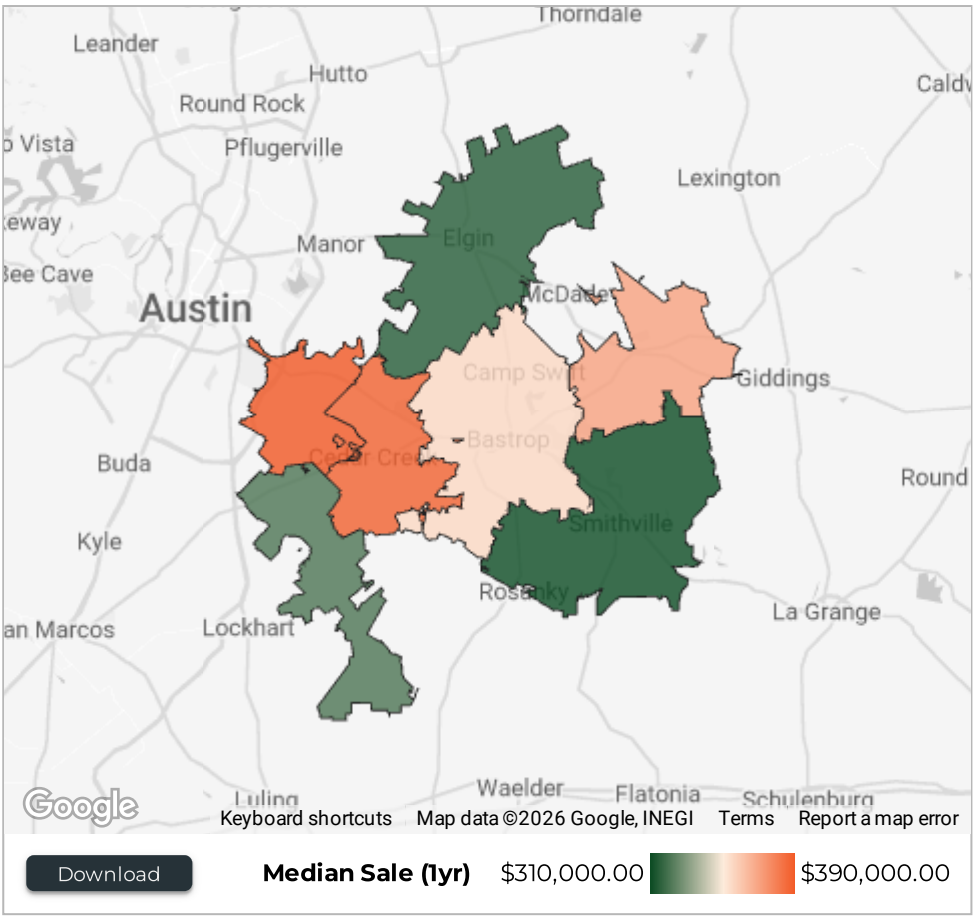 Thorndale
Leander
Hutto
Caldw
Round Rock
Pflugerville
o Vista
Lexington
keway
Elgin
Manor
Bee Cave
McDade
Austin
Camp Swift
Giddings
Bastrop
Cedar Creek
Buda
Round
Smithville
Kyle
Rosanky
La Grange
an Marcos
Lockhart
Waelder
Flatonia
Luling
Schulenburg
Google
Keyboard shortcuts Map data ©2026 Google, INEGI Terms Report a map error
Download Median Sale (1yr) $310,000.00 $390,000.00